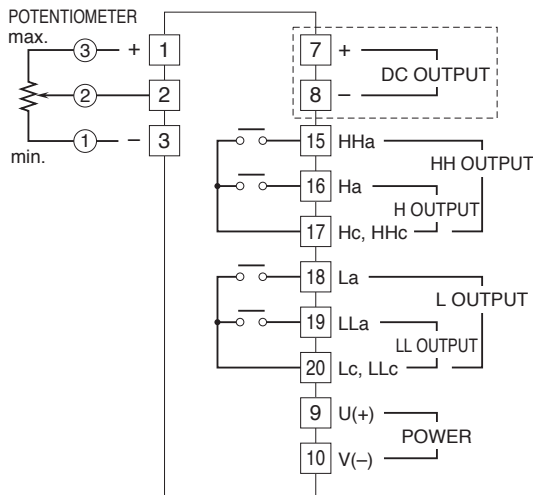 POTENTIOMETER
max.
3 + 1
2 2
1 − 3
min.
7 +
DC OUTPUT
8 −
15 HHa
HH OUTPUT
16 Ha
H OUTPUT
17 Hc, HHc
18 La
L OUTPUT
19 LLa
LL OUTPUT
20 Lc, LLc
9 U(+)
POWER
10 V(–)